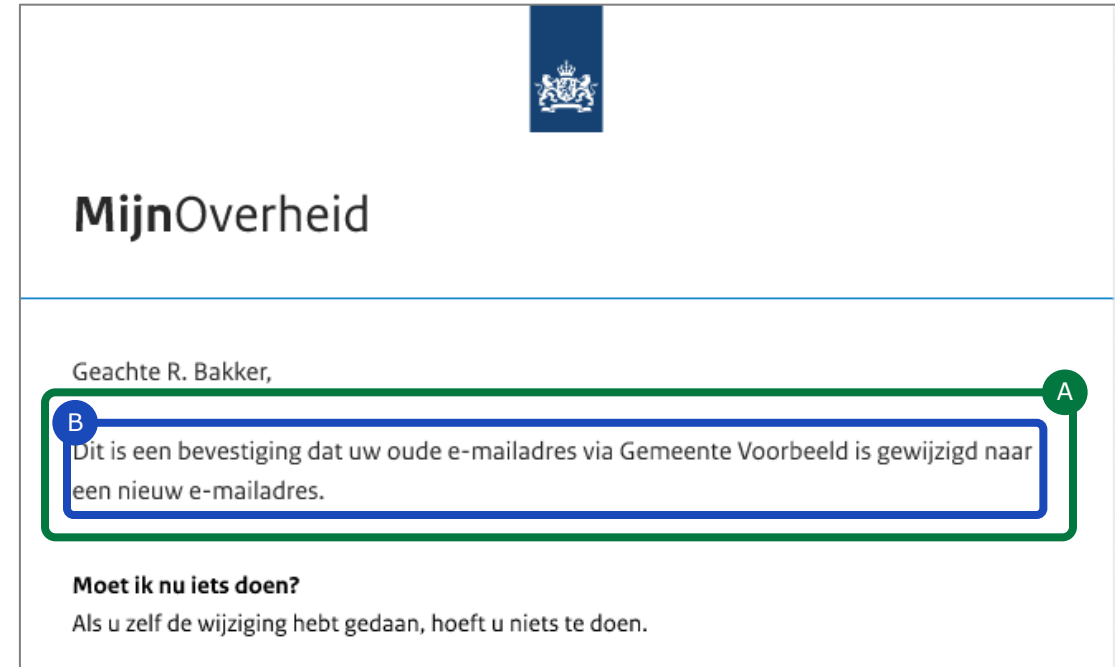 MijnOverheid
Geachte R. Bakker,
A
B
Dit is een bevestiging dat uw oude e-mailadres via Gemeente Voorbeeld is gewijzigd naar
een nieuw e-mailadres.
Moet ik nu iets doen?
Als u zelf de wijziging hebt gedaan, hoeft u niets te doen.